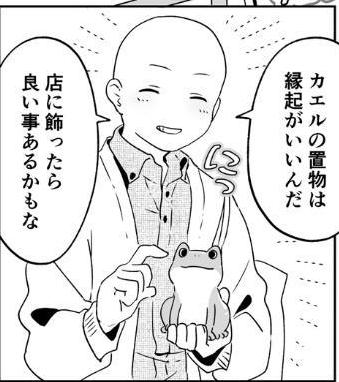 カエルの置物は
縁起がいいんだ
にこっ
店に飾ったら
良い事あるかもな